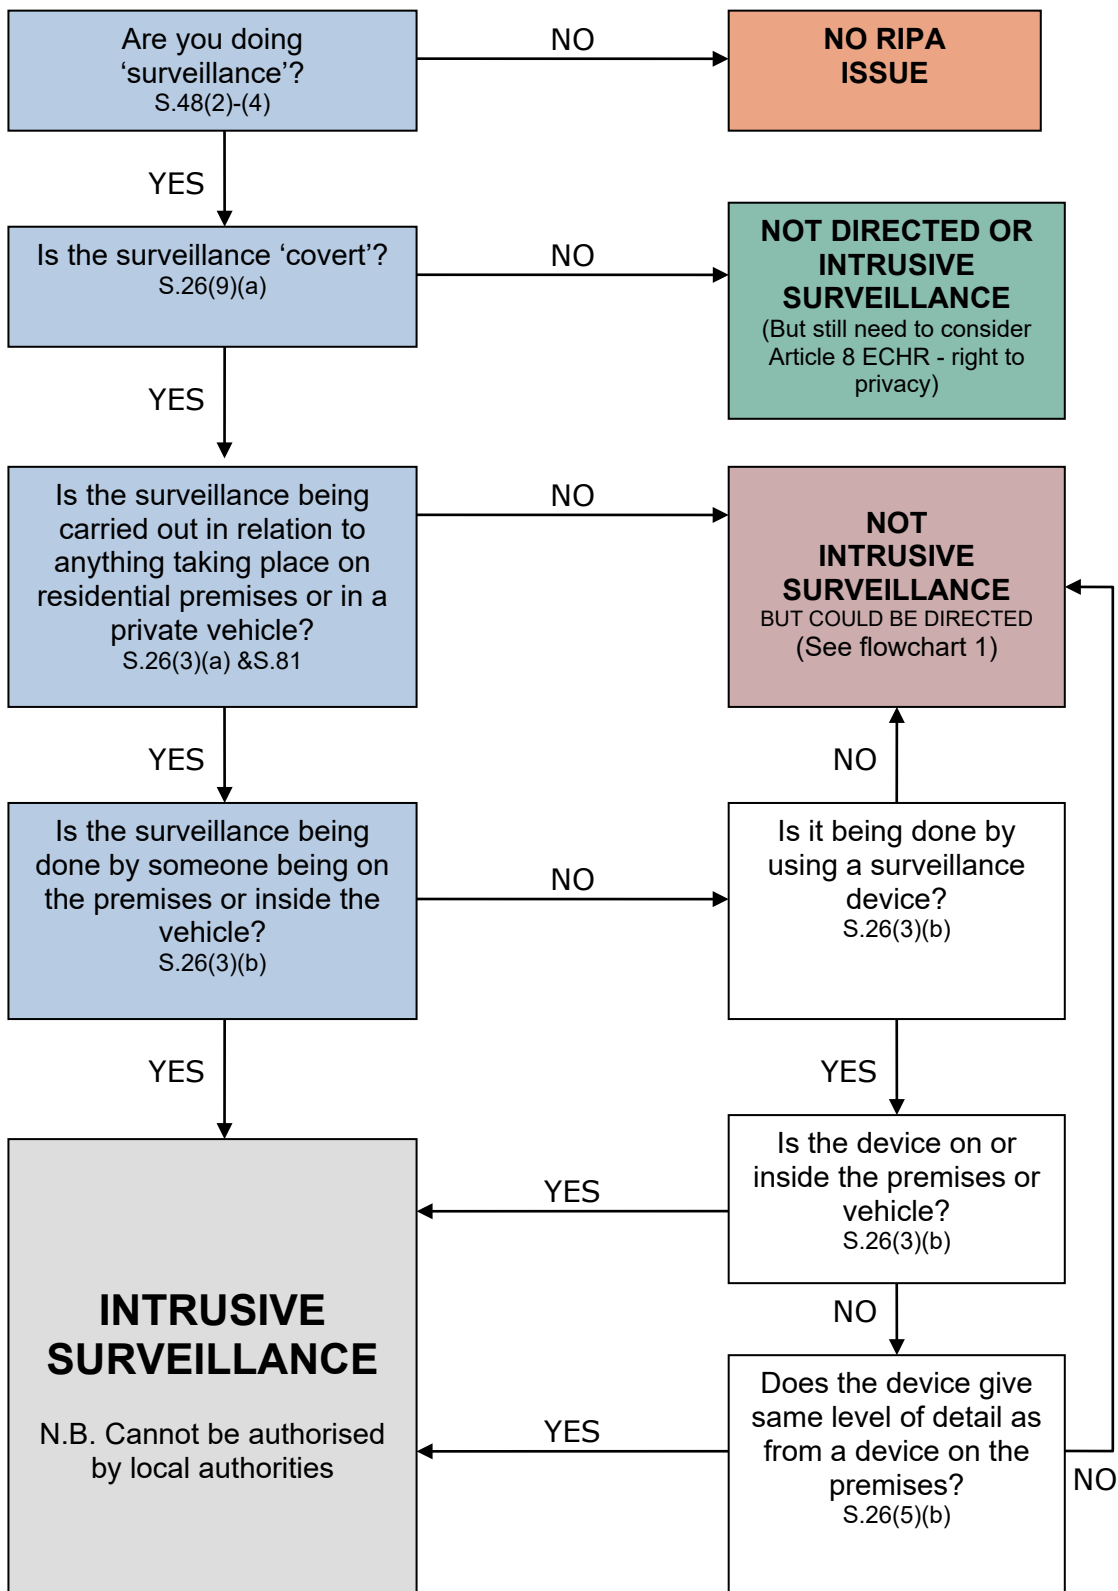 Are you doing
‘surveillance’?
S.48(2)-(4)
NO
NO RIPA
ISSUE
YES
Is the surveillance ‘covert’?
S.26(9)(a)
NO
NOT DIRECTED OR
INTRUSIVE
SURVEILLANCE
(But still need to consider
Article 8 ECHR - right to
privacy)
YES
Is the surveillance being
carried out in relation to
anything taking place on
residential premises or in a
private vehicle?
S.26(3)(a) &S.81
NO
NOT
INTRUSIVE
SURVEILLANCE
BUT COULD BE DIRECTED
(See flowchart 1)
YES
NO
Is the surveillance being
done by someone being on
the premises or inside the
vehicle?
S.26(3)(b)
NO
Is it being done by
using a surveillance
device?
S.26(3)(b)
YES
YES
Is the device on or
inside the premises or
vehicle?
S.26(3)(b)
YES
NO
INTRUSIVE
SURVEILLANCE
N.B. Cannot be authorised
by local authorities
YES
Does the device give
same level of detail as
from a device on the
premises?
S.26(5)(b)
NO